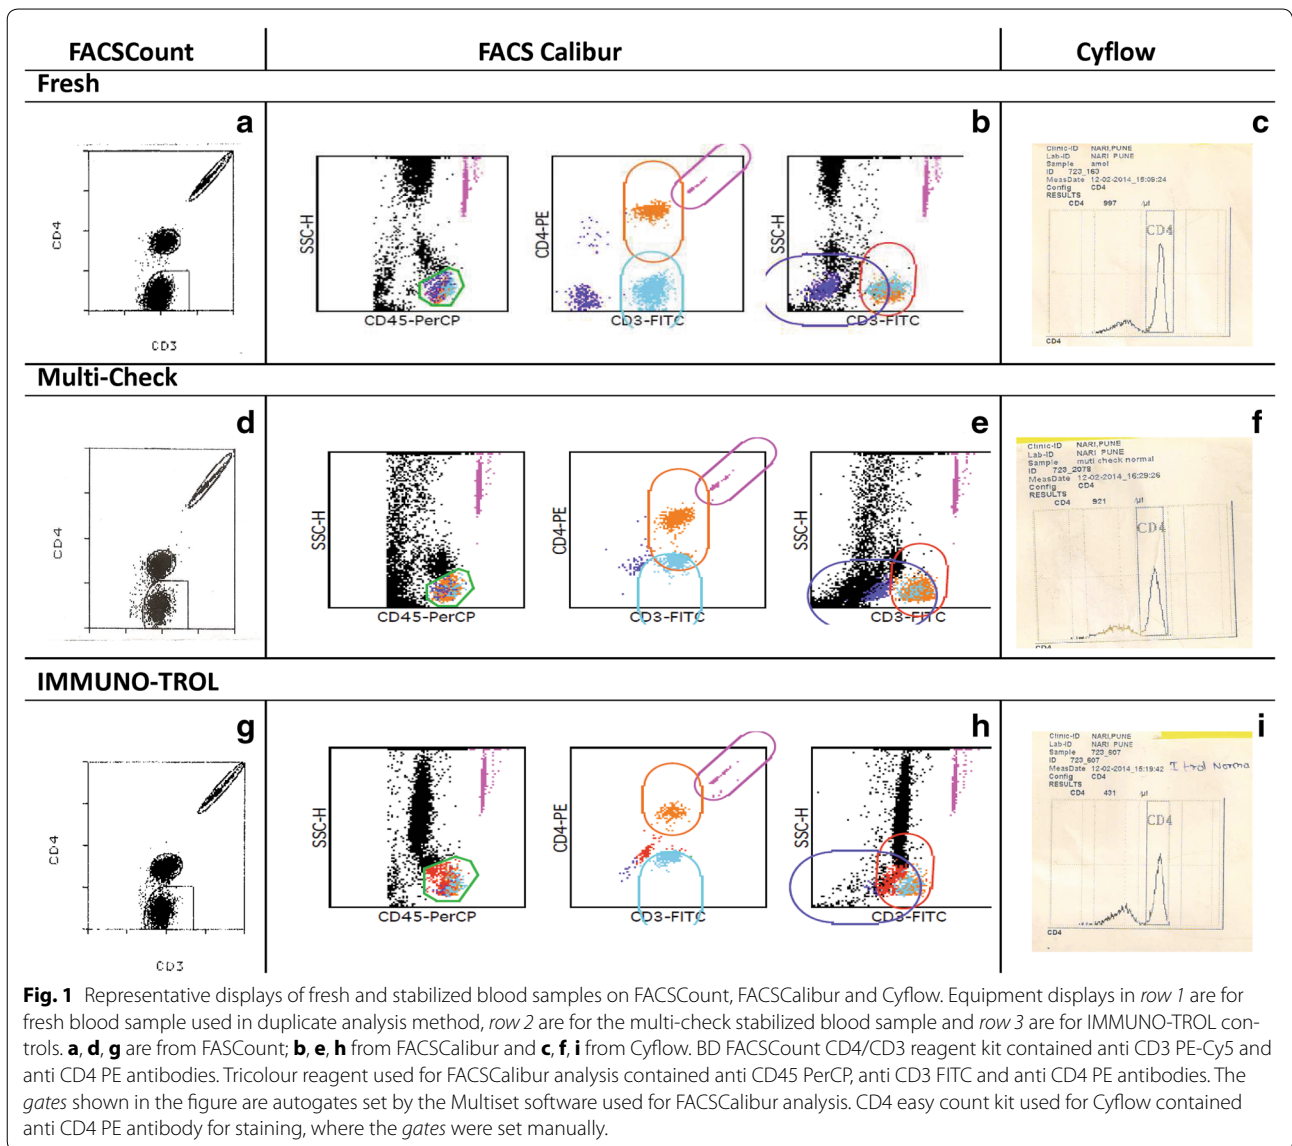 FACSCount
FACS Calibur
Cyflow
Fresh
a
CD4
CD3
b
SSC-H
CD45-PerCP
CD4-PE
CD3-FITC
SSC-H
CD3-FITC
c
Clinic-ID NARI,PUNE
Lab-ID NARI PUNE
Sample amol
ID 723_163
MeasDate 12-02-2014_15:09:24
Config CD4
RESULTS
CD4 997 /µl
CD4
CD4
Multi-Check
d
CD4
e
SSC-H
CD45-PerCP
CD4-PE
CD3-FITC
SSC-H
CD3-FITC
f
Clinic-ID NARI,PUNE
Lab-ID NARI PUNE
Sample muti check normal
ID 723_2078
MeasDate 12-02-2014_16:29:26
Config CD4
RESULTS
CD4 921 /µl
CD4
CD4
IMMUNO-TROL
g
CD4
CD3
h
SSC-H
CD45-PerCP
CD4-PE
CD3-FITC
SSC-H
CD3-FITC
i
Clinic-ID NARI,PUNE
Lab-ID NARI PUNE
Sample 723_607
ID 723_607
MeasDate 12-02-2014_15:19:42
Config CD4
RESULTS
CD4 431 /µl
CD4
CD4
Fig. 1 Representative displays of fresh and stabilized blood samples on FACSCount, FACSCalibur and Cyflow. Equipment displays in row 1 are for
fresh blood sample used in duplicate analysis method, row 2 are for the multi-check stabilized blood sample and row 3 are for IMMUNO-TROL con-
trols. a, d, g are from FASCount; b, e, h from FACSCalibur and c, f, i from Cyflow. BD FACSCount CD4/CD3 reagent kit contained anti CD3 PE-Cy5 and
anti CD4 PE antibodies. Tricolour reagent used for FACSCalibur analysis contained anti CD45 PerCP, anti CD3 FITC and anti CD4 PE antibodies. The
gates shown in the figure are autogates set by the Multiset software used for FACSCalibur analysis. CD4 easy count kit used for Cyflow contained
anti CD4 PE antibody for staining, where the gates were set manually.